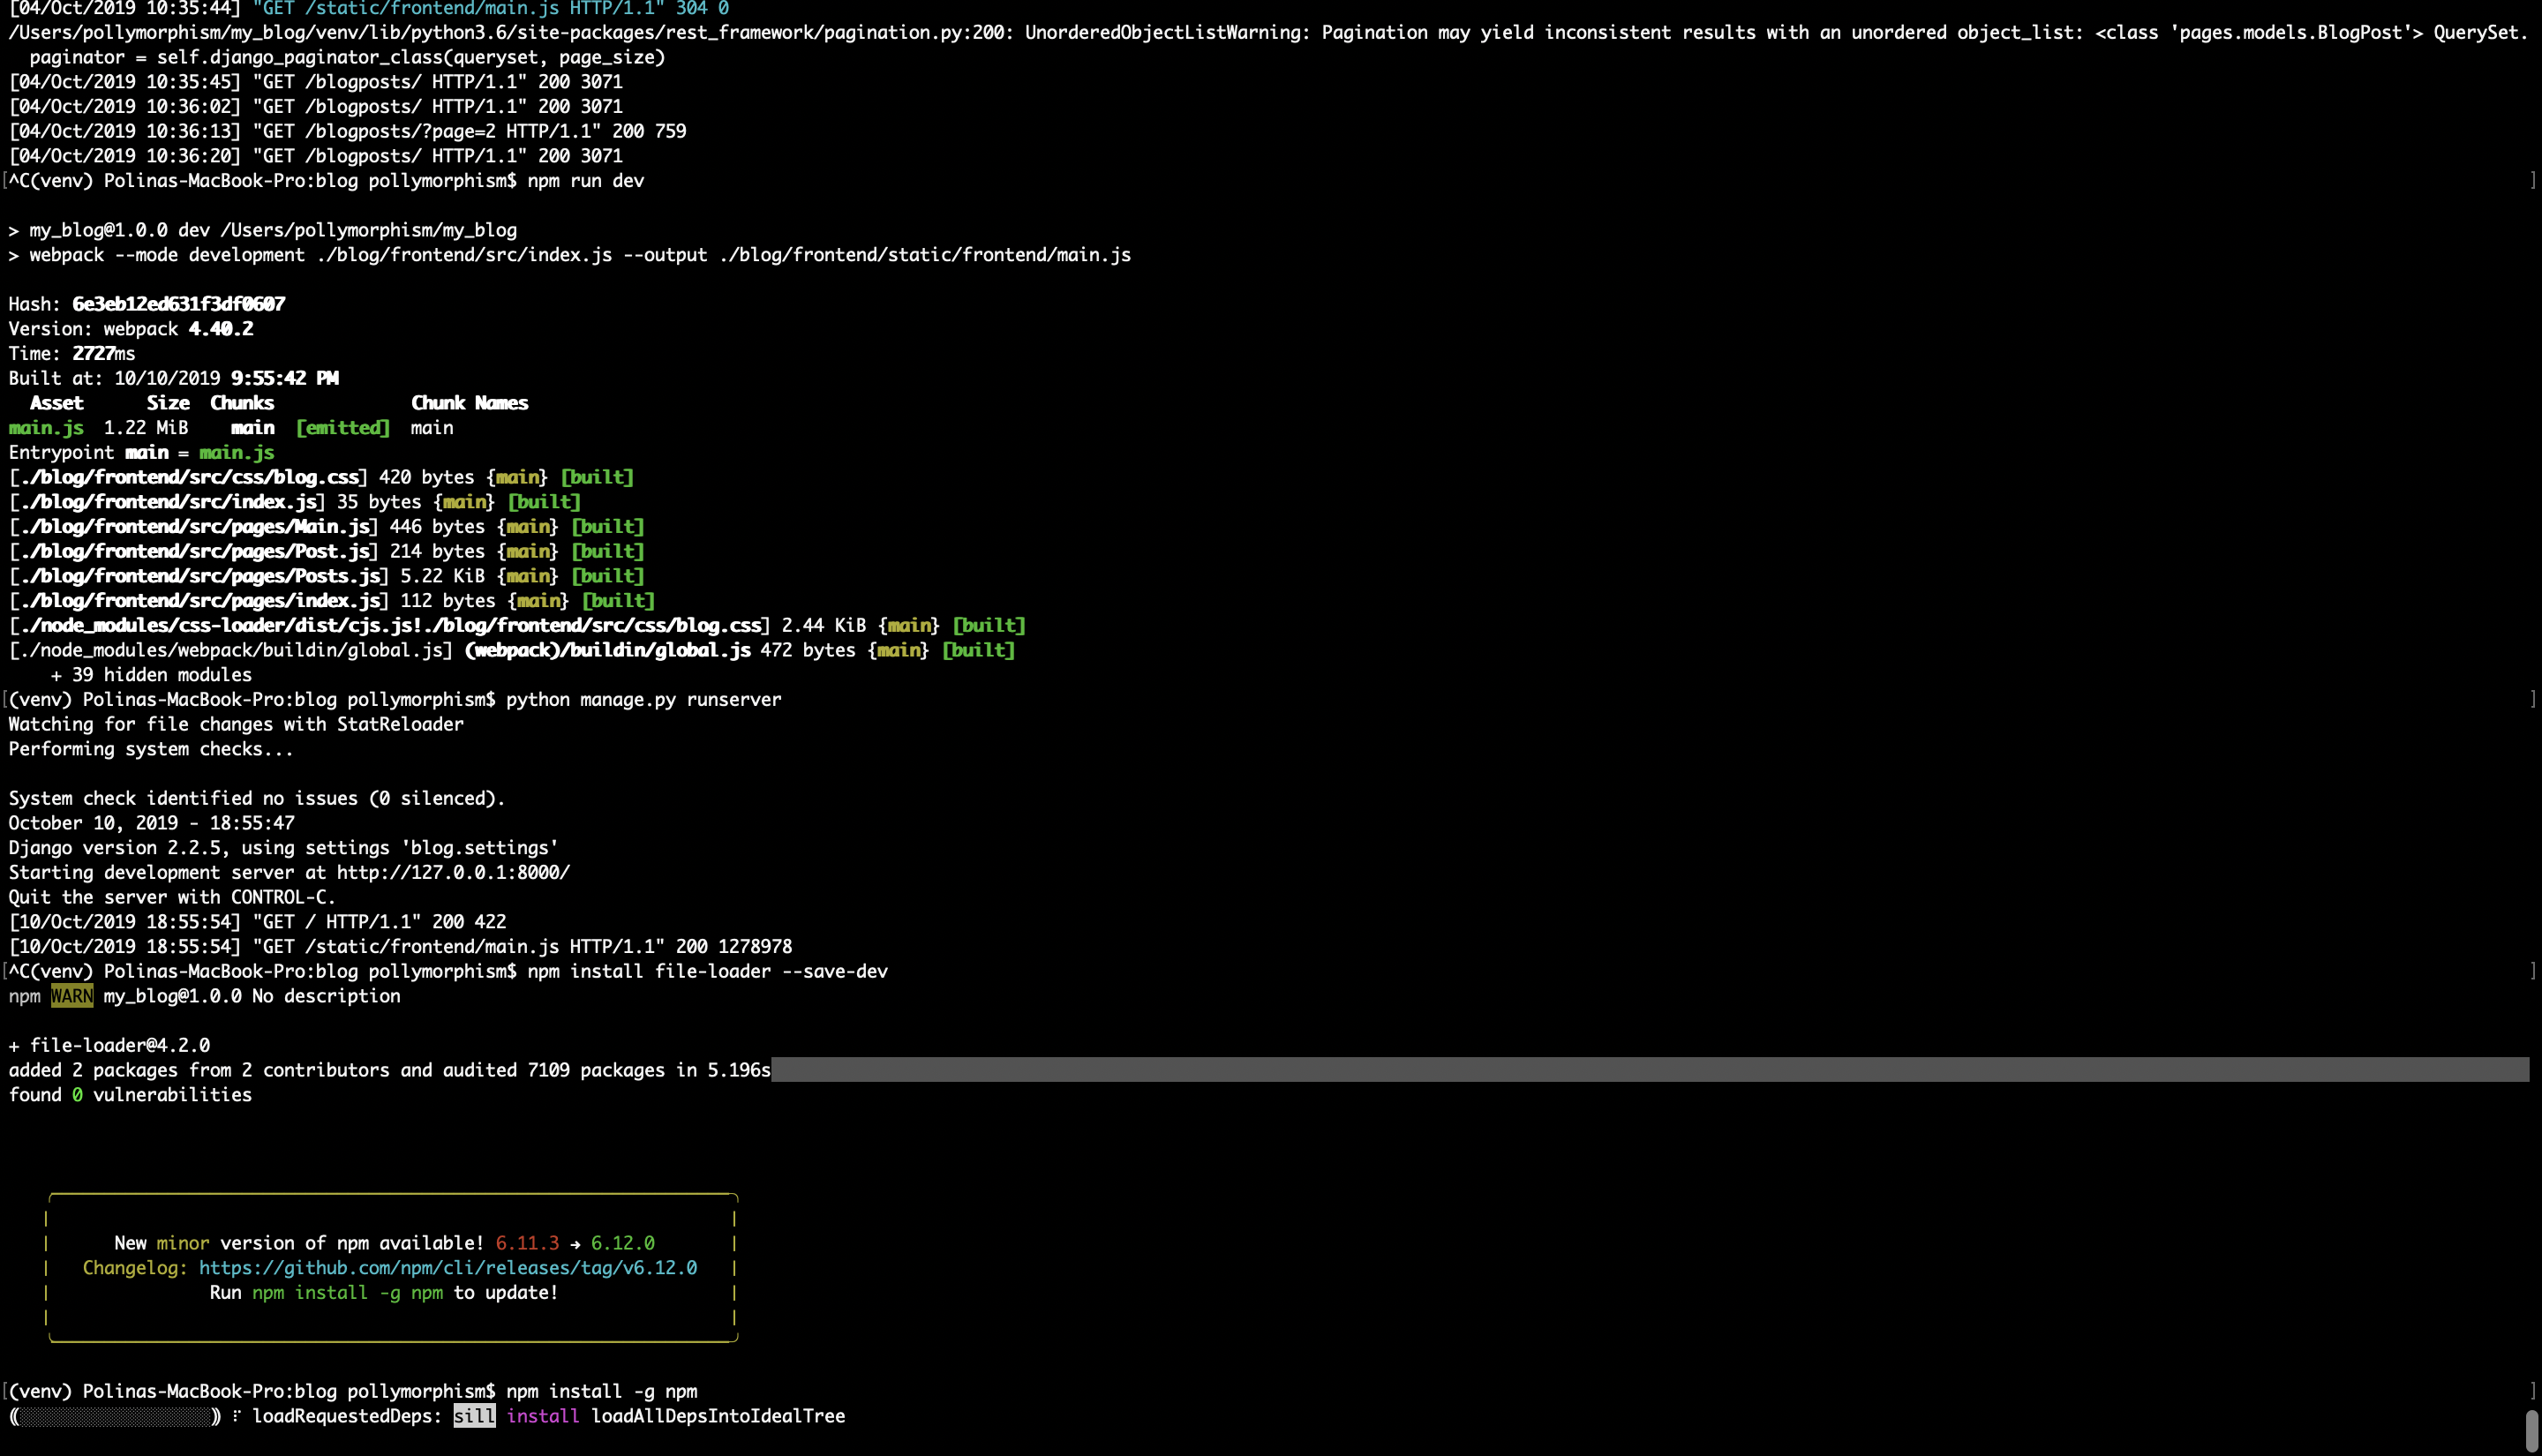 [04/Oct/2019 10:35:44] "GET /static/frontend/main.js HTTP/1.1" 304 0
/Users/pollymorphism/my_blog/venv/lib/python3.6/site-packages/rest_framework/pagination.py:200: UnorderedObjectListWarning: Pagination may yield inconsistent results with an unordered object_list: <class 'pages.models.BlogPost'> QuerySet.
  paginator = self.django_paginator_class(queryset, page_size)
[04/Oct/2019 10:35:45] "GET /blogposts/ HTTP/1.1" 200 3071
[04/Oct/2019 10:36:02] "GET /blogposts/ HTTP/1.1" 200 3071
[04/Oct/2019 10:36:13] "GET /blogposts/?page=2 HTTP/1.1" 200 759
[04/Oct/2019 10:36:20] "GET /blogposts/ HTTP/1.1" 200 3071
[^C(venv) Polinas-MacBook-Pro:blog pollymorphism$ npm run dev ]
> my_blog@1.0.0 dev /Users/pollymorphism/my_blog
> webpack --mode development ./blog/frontend/src/index.js --output ./blog/frontend/static/frontend/main.js
Hash: 6e3eb12ed631f3df0607
Version: webpack 4.40.2
Time: 2727ms
Built at: 10/10/2019 9:55:42 PM
  Asset      Size  Chunks             Chunk Names
main.js  1.22 MiB    main  [emitted]  main
Entrypoint main = main.js
[./blog/frontend/src/css/blog.css] 420 bytes {main} [built]
[./blog/frontend/src/index.js] 35 bytes {main} [built]
[./blog/frontend/src/pages/Main.js] 446 bytes {main} [built]
[./blog/frontend/src/pages/Post.js] 214 bytes {main} [built]
[./blog/frontend/src/pages/Posts.js] 5.22 KiB {main} [built]
[./blog/frontend/src/pages/index.js] 112 bytes {main} [built]
[./node_modules/css-loader/dist/cjs.js!./blog/frontend/src/css/blog.css] 2.44 KiB {main} [built]
[./node_modules/webpack/buildin/global.js] (webpack)/buildin/global.js 472 bytes {main} [built]
    + 39 hidden modules
[(venv) Polinas-MacBook-Pro:blog pollymorphism$ python manage.py runserver ]
Watching for file changes with StatReloader
Performing system checks...
System check identified no issues (0 silenced).
October 10, 2019 - 18:55:47
Django version 2.2.5, using settings 'blog.settings'
Starting development server at http://127.0.0.1:8000/
Quit the server with CONTROL-C.
[10/Oct/2019 18:55:54] "GET / HTTP/1.1" 200 422
[10/Oct/2019 18:55:54] "GET /static/frontend/main.js HTTP/1.1" 200 1278978
[^C(venv) Polinas-MacBook-Pro:blog pollymorphism$ npm install file-loader --save-dev ]
npm WARN my_blog@1.0.0 No description
+ file-loader@4.2.0
added 2 packages from 2 contributors and audited 7109 packages in 5.196s
found 0 vulnerabilities
New minor version of npm available! 6.11.3 → 6.12.0
Changelog: https://github.com/npm/cli/releases/tag/v6.12.0
Run npm install -g npm to update!
[(venv) Polinas-MacBook-Pro:blog pollymorphism$ npm install -g npm ]
loadRequestedDeps: sill install loadAllDepsIntoIdealTree